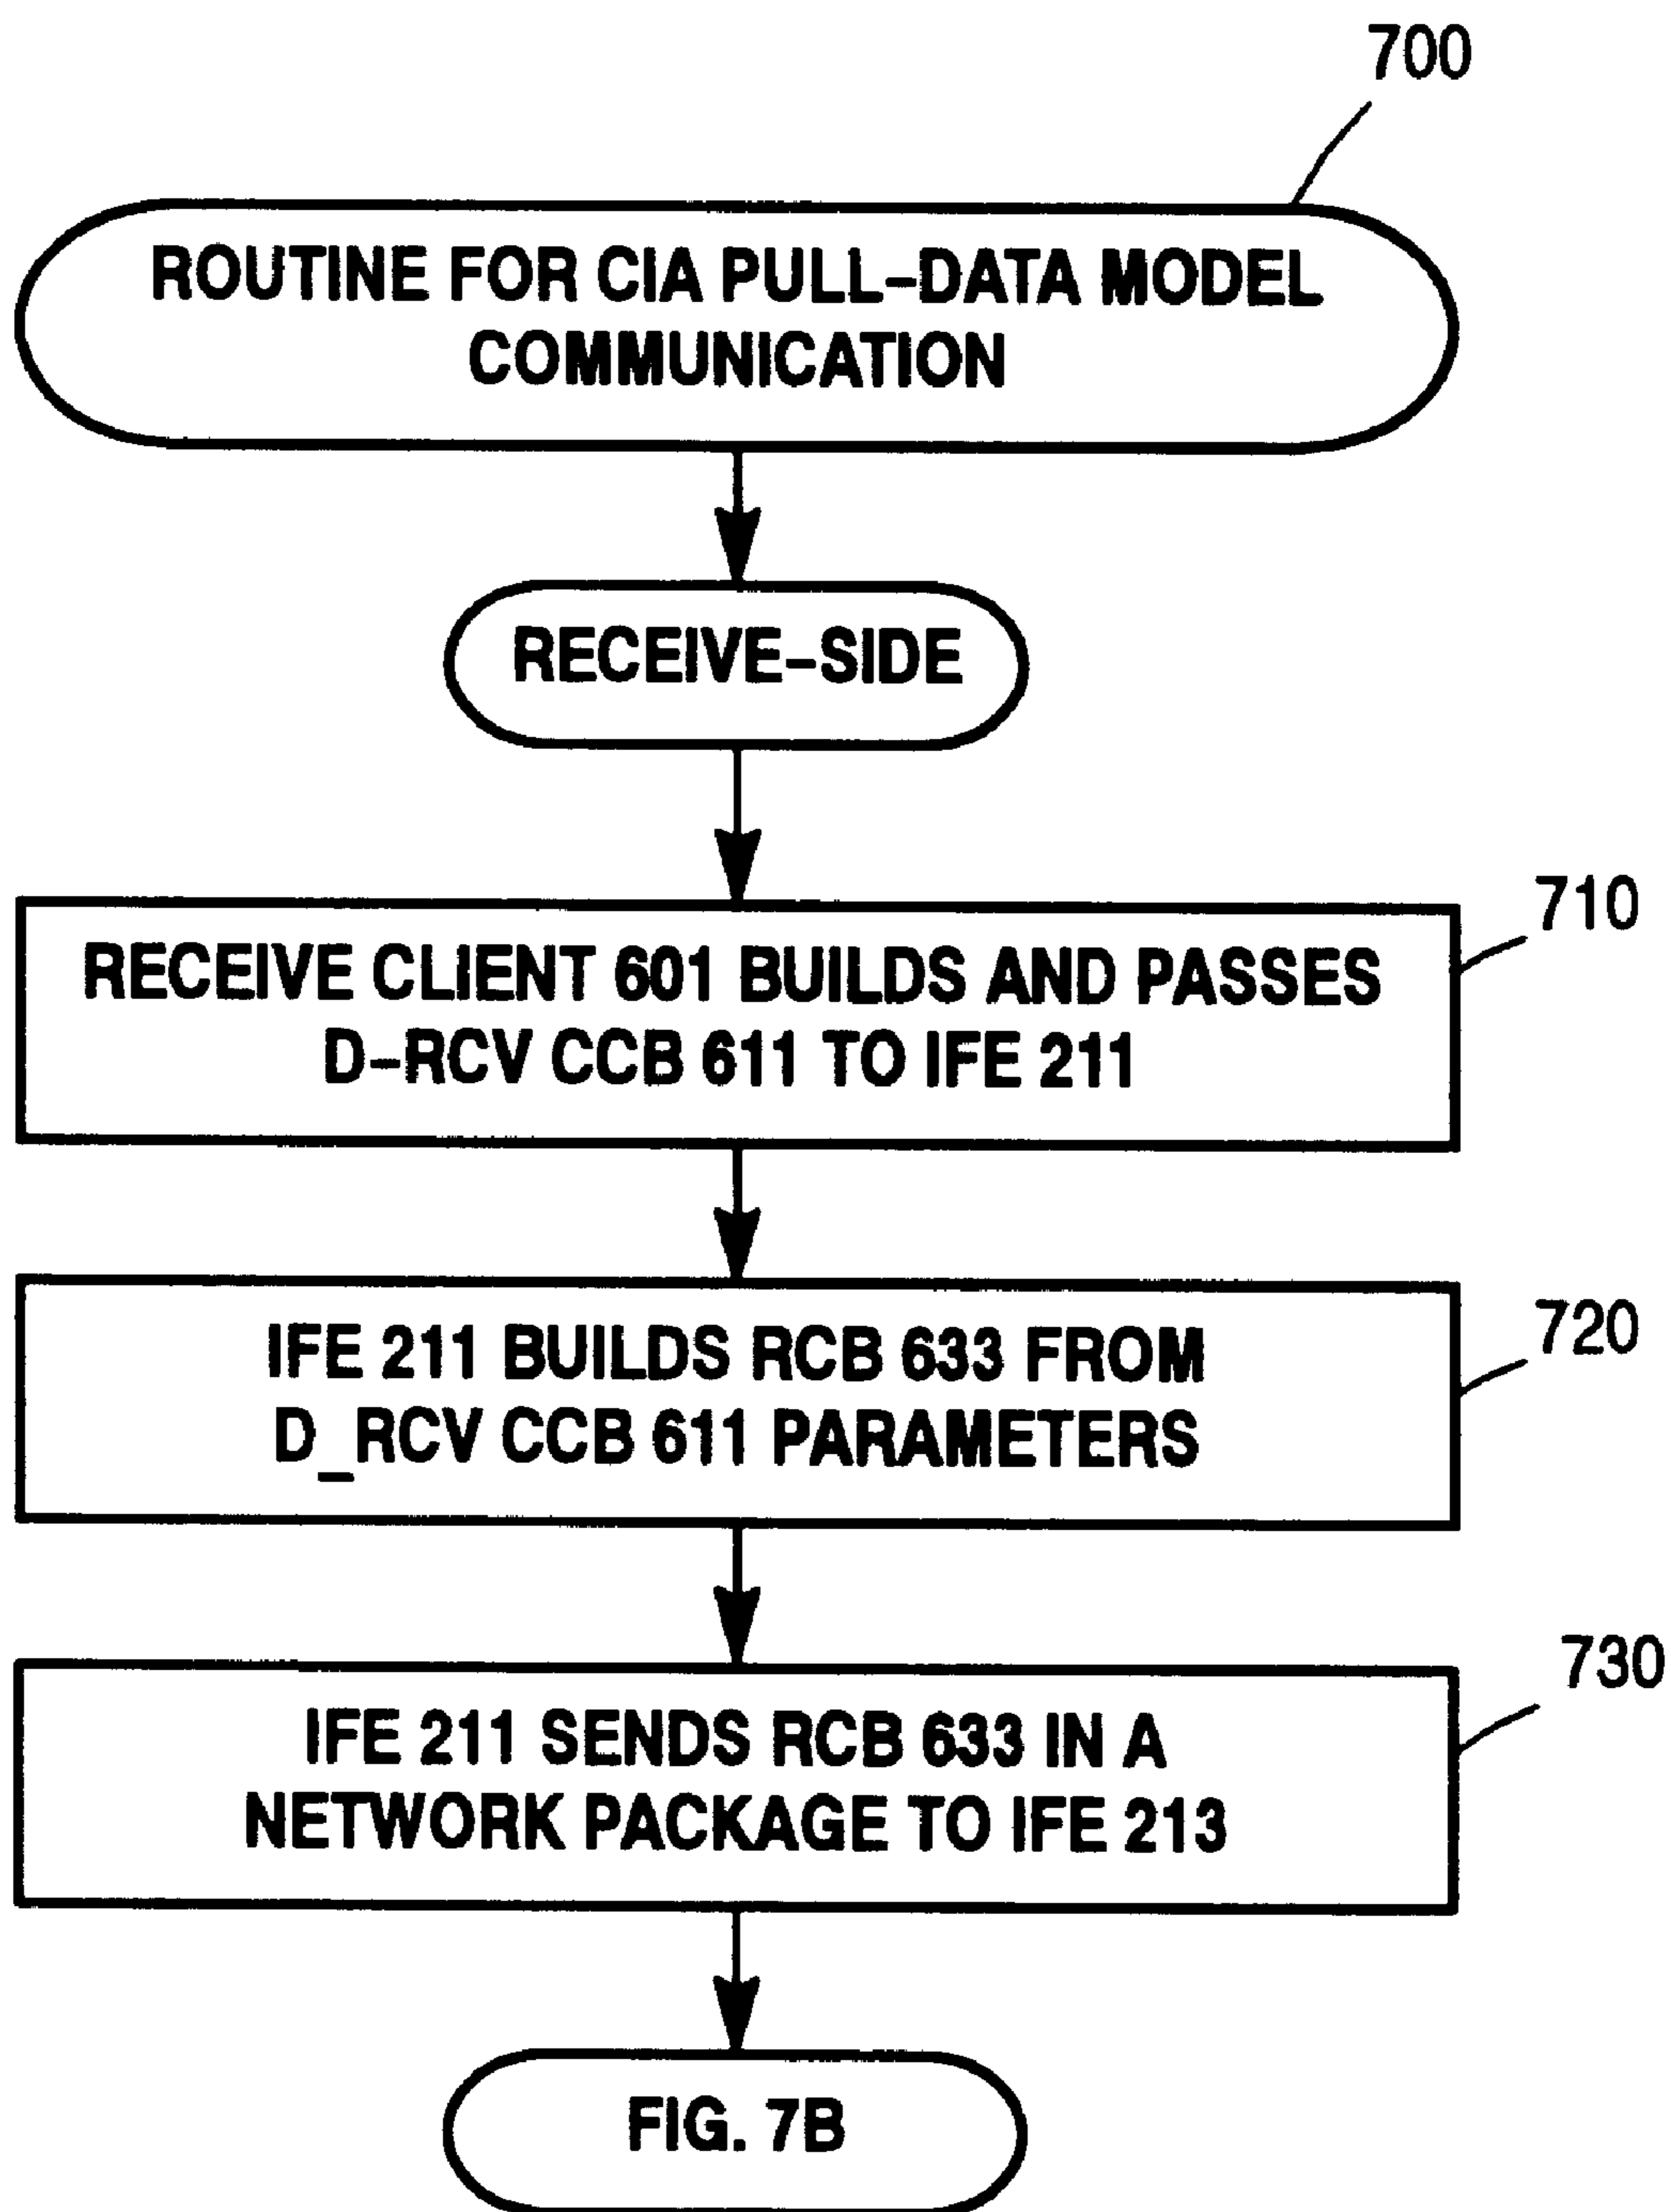 700
ROUTINE FOR CIA PULL-DATA MODEL
COMMUNICATION
RECEIVE-SIDE
710
RECEIVE CLIENT 601 BUILDS AND PASSES
D-RCV CCB 611 TO IFE 211
720
IFE 211 BUILDS RCB 633 FROM
D_RCV CCB 611 PARAMETERS
730
IFE 211 SENDS RCB 633 IN A
NETWORK PACKAGE TO IFE 213
FIG. 7B